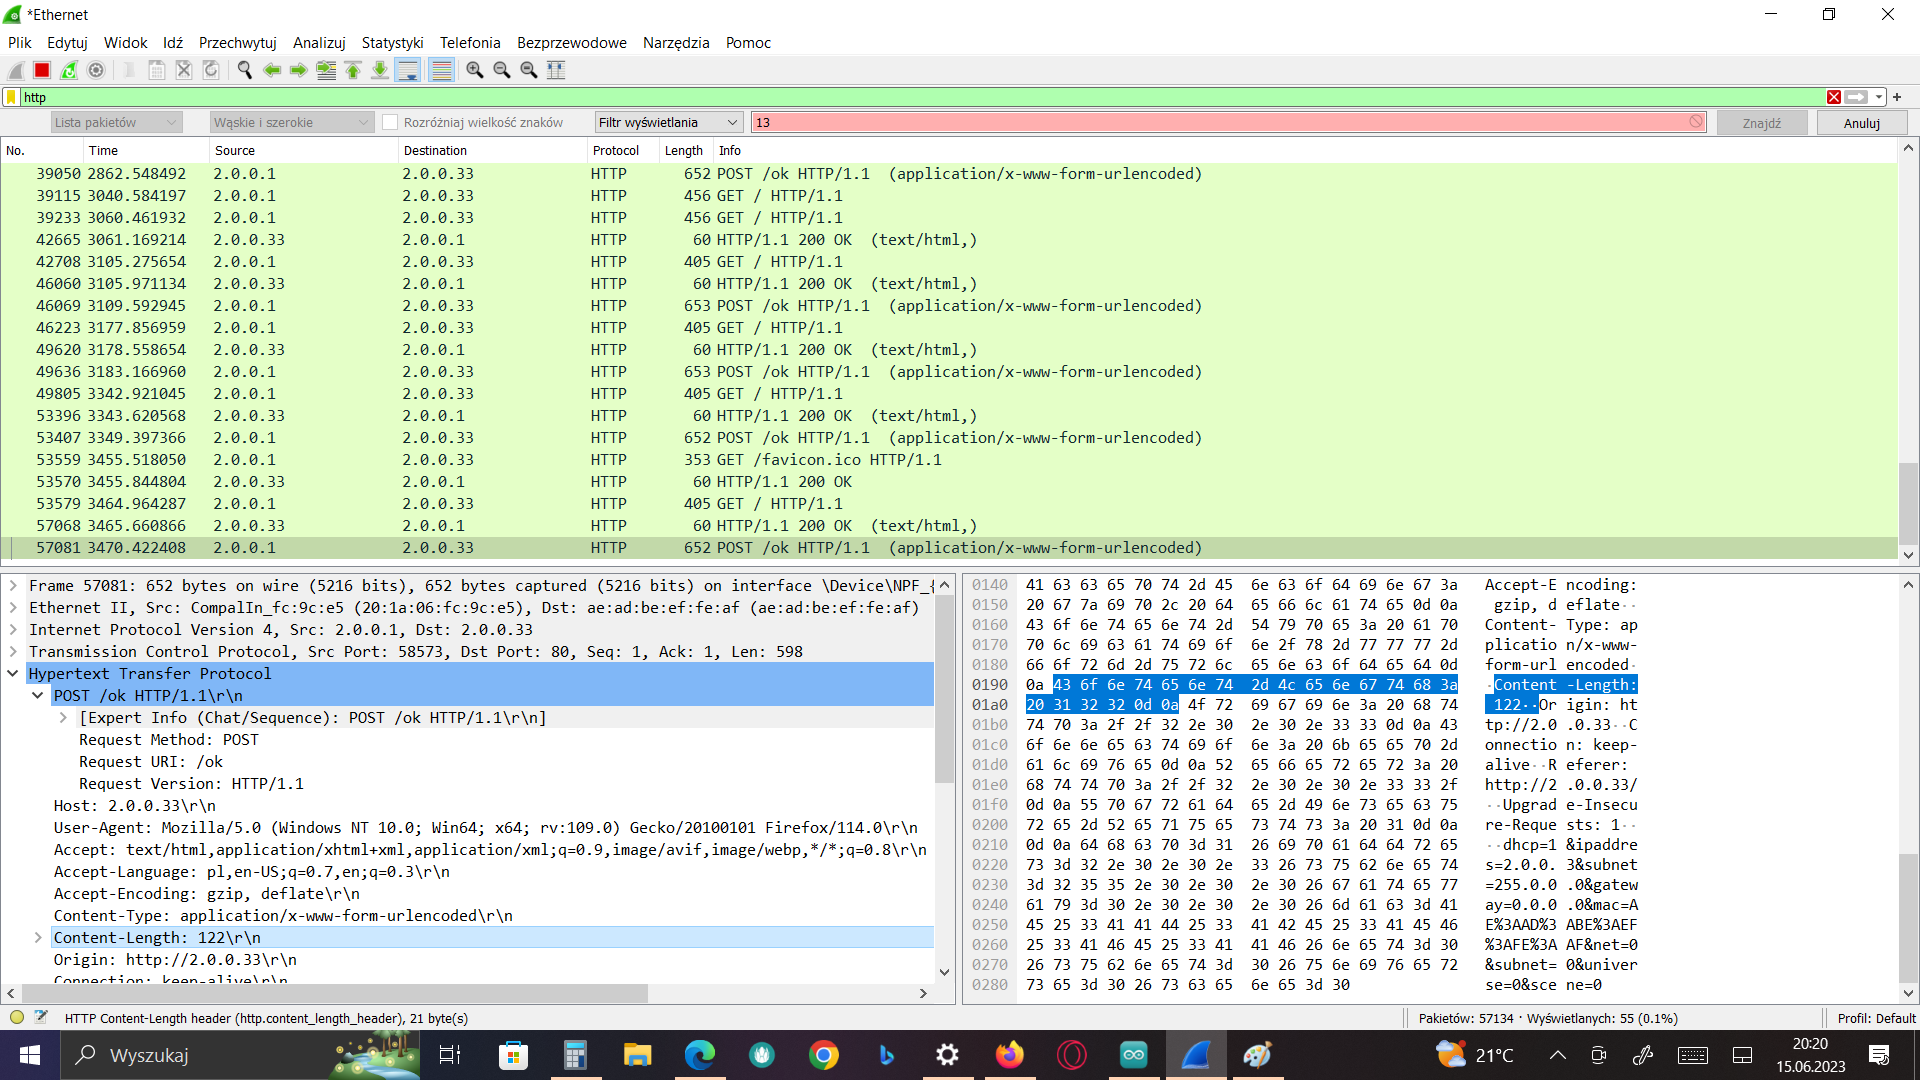 *Ethernet
Plik Edytuj Widok Idź Przechwytuj Analizuj Statystyki Telefonia Bezprzewodowe Narzędzia Pomoc
http
Lista pakietów Wąskie i szerokie Rozróżniaj wielkość znaków Filtr wyświetlania 13 Znajdź Anuluj
No. Time Source Destination Protocol Length Info
39050 2862.548492 2.0.0.1 2.0.0.33 HTTP 652 POST /ok HTTP/1.1 (application/x-www-form-urlencoded)
39115 3040.584197 2.0.0.1 2.0.0.33 HTTP 456 GET / HTTP/1.1
39233 3060.461932 2.0.0.1 2.0.0.33 HTTP 456 GET / HTTP/1.1
42665 3061.169214 2.0.0.33 2.0.0.1 HTTP 60 HTTP/1.1 200 OK (text/html,)
42708 3105.275654 2.0.0.1 2.0.0.33 HTTP 405 GET / HTTP/1.1
46060 3105.971134 2.0.0.33 2.0.0.1 HTTP 60 HTTP/1.1 200 OK (text/html,)
46069 3109.592945 2.0.0.1 2.0.0.33 HTTP 653 POST /ok HTTP/1.1 (application/x-www-form-urlencoded)
46223 3177.856959 2.0.0.1 2.0.0.33 HTTP 405 GET / HTTP/1.1
49620 3178.558654 2.0.0.33 2.0.0.1 HTTP 60 HTTP/1.1 200 OK (text/html,)
49636 3183.166960 2.0.0.1 2.0.0.33 HTTP 653 POST /ok HTTP/1.1 (application/x-www-form-urlencoded)
49805 3342.921045 2.0.0.1 2.0.0.33 HTTP 405 GET / HTTP/1.1
53396 3343.620568 2.0.0.33 2.0.0.1 HTTP 60 HTTP/1.1 200 OK (text/html,)
53407 3349.397366 2.0.0.1 2.0.0.33 HTTP 652 POST /ok HTTP/1.1 (application/x-www-form-urlencoded)
53559 3455.518050 2.0.0.1 2.0.0.33 HTTP 353 GET /favicon.ico HTTP/1.1
53570 3455.844804 2.0.0.33 2.0.0.1 HTTP 60 HTTP/1.1 200 OK
53579 3464.964287 2.0.0.1 2.0.0.33 HTTP 405 GET / HTTP/1.1
57068 3465.660866 2.0.0.33 2.0.0.1 HTTP 60 HTTP/1.1 200 OK (text/html,)
57081 3470.422408 2.0.0.1 2.0.0.33 HTTP 652 POST /ok HTTP/1.1 (application/x-www-form-urlencoded)
Frame 57081: 652 bytes on wire (5216 bits), 652 bytes captured (5216 bits) on interface \Device\NPF_{
Ethernet II, Src: CompalIn_fc:9c:e5 (20:1a:06:fc:9c:e5), Dst: ae:ad:be:ef:fe:af (ae:ad:be:ef:fe:af)
Internet Protocol Version 4, Src: 2.0.0.1, Dst: 2.0.0.33
Transmission Control Protocol, Src Port: 58573, Dst Port: 80, Seq: 1, Ack: 1, Len: 598
Hypertext Transfer Protocol
POST /ok HTTP/1.1\r\n
[Expert Info (Chat/Sequence): POST /ok HTTP/1.1\r\n]
Request Method: POST
Request URI: /ok
Request Version: HTTP/1.1
Host: 2.0.0.33\r\n
User-Agent: Mozilla/5.0 (Windows NT 10.0; Win64; x64; rv:109.0) Gecko/20100101 Firefox/114.0\r\n
Accept: text/html,application/xhtml+xml,application/xml;q=0.9,image/avif,image/webp,*/*;q=0.8\r\n
Accept-Language: pl,en-US;q=0.7,en;q=0.3\r\n
Accept-Encoding: gzip, deflate\r\n
Content-Type: application/x-www-form-urlencoded\r\n
Content-Length: 122\r\n
Origin: http://2.0.0.33\r\n
Connection: keep-alive\r\n
0140 41 63 63 65 70 74 2d 45 6e 63 6f 64 69 6e 67 3a Accept-E ncoding:
0150 20 67 7a 69 70 2c 20 64 65 66 6c 61 74 65 0d 0a gzip, d eflate··
0160 43 6f 6e 74 65 6e 74 2d 54 79 70 65 3a 20 61 70 Content- Type: ap
0170 70 6c 69 63 61 74 69 6f 6e 2f 78 2d 77 77 77 2d plicatio n/x-www-
0180 66 6f 72 6d 2d 75 72 6c 65 6e 63 6f 64 65 64 0d form-url encoded·
0190 0a 43 6f 6e 74 65 6e 74 2d 4c 65 6e 67 74 68 3a ·Content -Length:
01a0 20 31 32 32 0d 0a 4f 72 69 67 69 6e 3a 20 68 74 122··Or igin: ht
01b0 74 70 3a 2f 2f 32 2e 30 2e 30 2e 33 33 0d 0a 43 tp://2.0 .0.33··C
01c0 6f 6e 6e 65 63 74 69 6f 6e 3a 20 6b 65 65 70 2d onnectio n: keep-
01d0 61 6c 69 76 65 0d 0a 52 65 66 65 72 65 72 3a 20 alive··R eferer:
01e0 68 74 74 70 3a 2f 2f 32 2e 30 2e 30 2e 33 33 2f http://2 .0.0.33/
01f0 0d 0a 55 70 67 72 61 64 65 2d 49 6e 73 65 63 75 ··Upgrad e-Insecu
0200 72 65 2d 52 65 71 75 65 73 74 73 3a 20 31 0d 0a re-Reque sts: 1··
0210 0d 0a 64 68 63 70 3d 31 26 69 70 61 64 64 72 65 ··dhcp=1 &ipaddre
0220 73 3d 32 2e 30 2e 30 2e 33 26 73 75 62 6e 65 74 s=2.0.0. 3&subnet
0230 3d 32 35 35 2e 30 2e 30 2e 30 26 67 61 74 65 77 =255.0.0 .0&gatew
0240 61 79 3d 30 2e 30 2e 30 2e 30 26 6d 61 63 3d 41 ay=0.0.0 .0&mac=A
0250 45 25 33 41 41 44 25 33 41 42 45 25 33 41 45 46 E%3AAD%3 ABE%3AEF
0260 25 33 41 46 45 25 33 41 41 46 26 6e 65 74 3d 30 %3AFE%3A AF&net=0
0270 26 73 75 62 6e 65 74 3d 30 26 75 6e 69 76 65 72 &subnet= 0&univer
0280 73 65 3d 30 26 73 63 65 6e 65 3d 30 se=0&sce ne=0
HTTP Content-Length header (http.content_length_header), 21 byte(s) Pakietów: 57134 · Wyświetlanych: 55 (0.1%) Profil: Default
Wyszukaj 21°C 20:20
15.06.2023